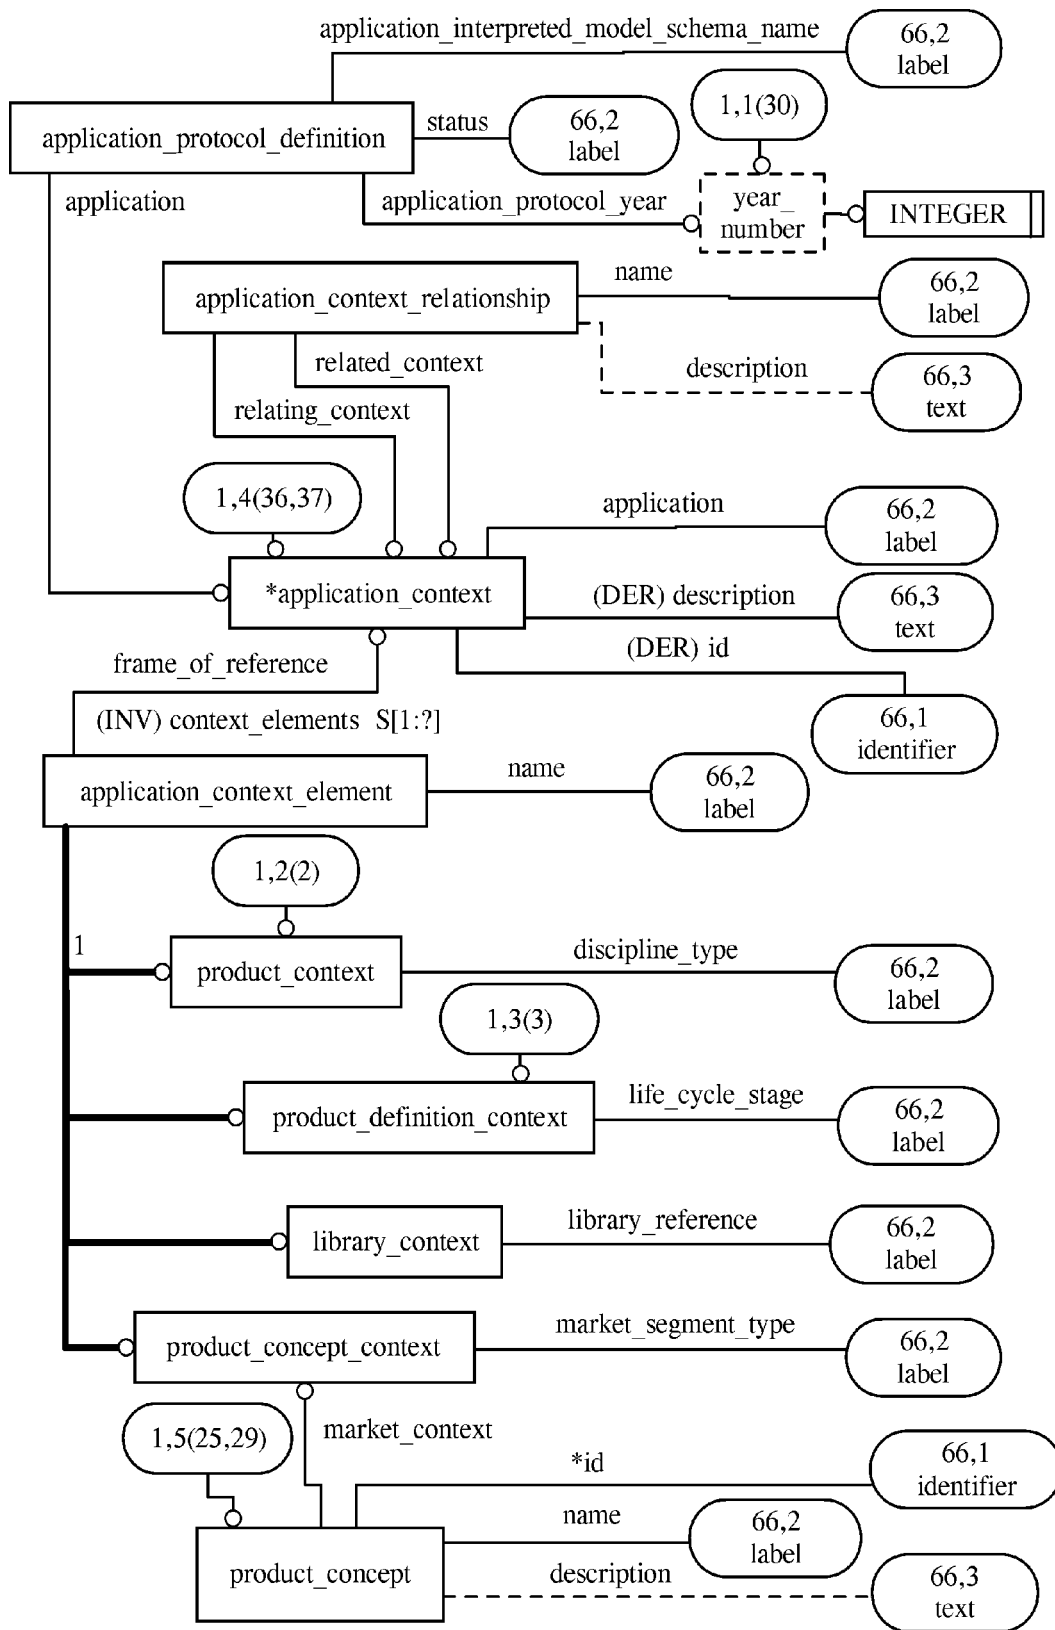 application_interpreted_model_schema_name
66,2
label
1,1(30)
application_protocol_definition
status
66,2
label
application
application_protocol_year
year_
number
INTEGER
name
application_context_relationship
66,2
label
related_context
description
66,3
text
relating_context
1,4(36,37)
application
66,2
label
*application_context
(DER) description
66,3
text
(DER) id
frame_of_reference
(INV) context_elements S[1:?]
66,1
identifier
application_context_element
name
66,2
label
1,2(2)
1
product_context
discipline_type
66,2
label
1,3(3)
product_definition_context
life_cycle_stage
66,2
label
library_context
library_reference
66,2
label
product_concept_context
market_segment_type
66,2
label
1,5(25,29)
market_context
*id
66,1
identifier
name
66,2
label
product_concept
description
66,3
text